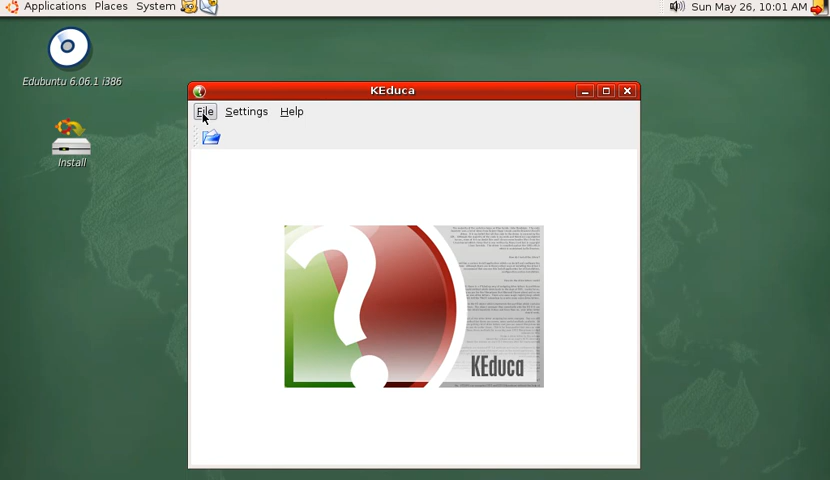 Applications Places System
Sun May 26, 10:01 AM
Edubuntu 6.06.1 i386
Install
KEduca
File Settings Help
KEduca